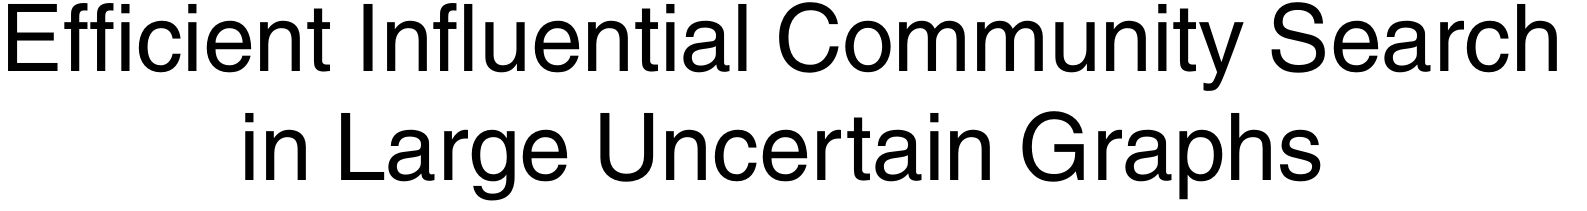 Efficient Influential Community Search
in Large Uncertain Graphs